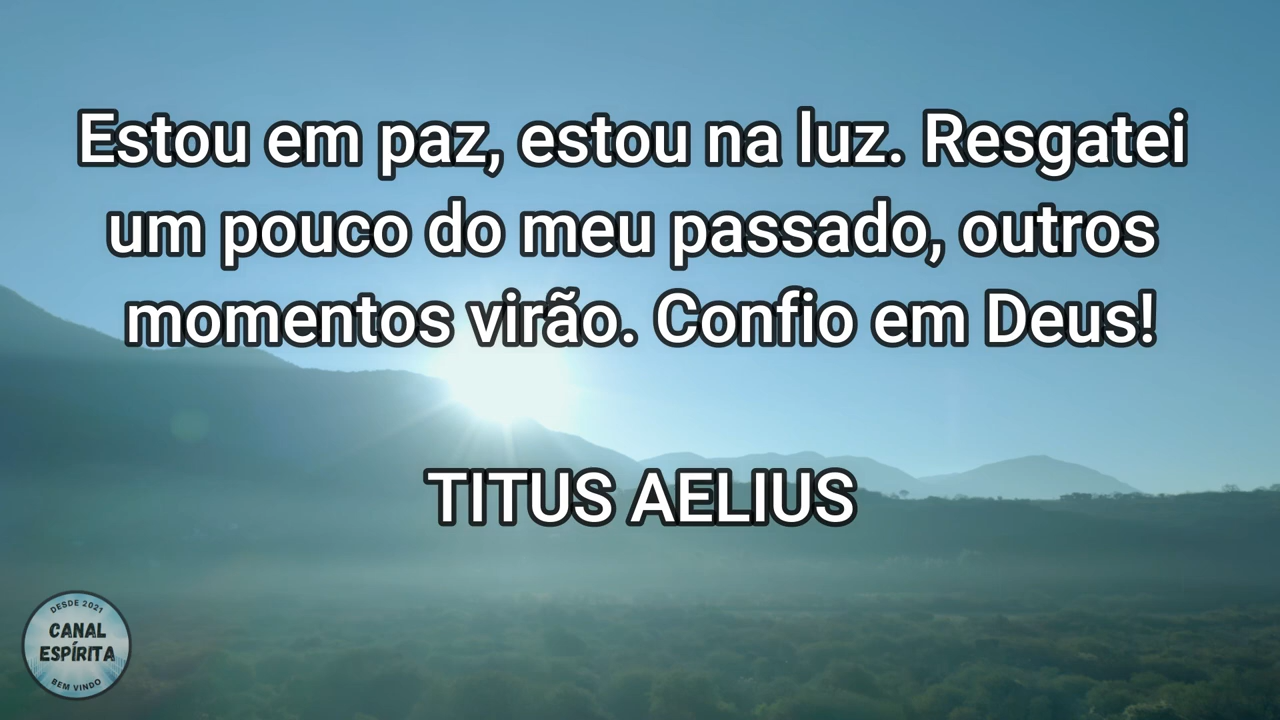 Estou em paz, estou na luz. Resgatei
um pouco do meu passado, outros
momentos virão. Confio em Deus!
TITUS AELIUS
DESDE 2021
CANAL
ESPÍRITA
BEM VINDO